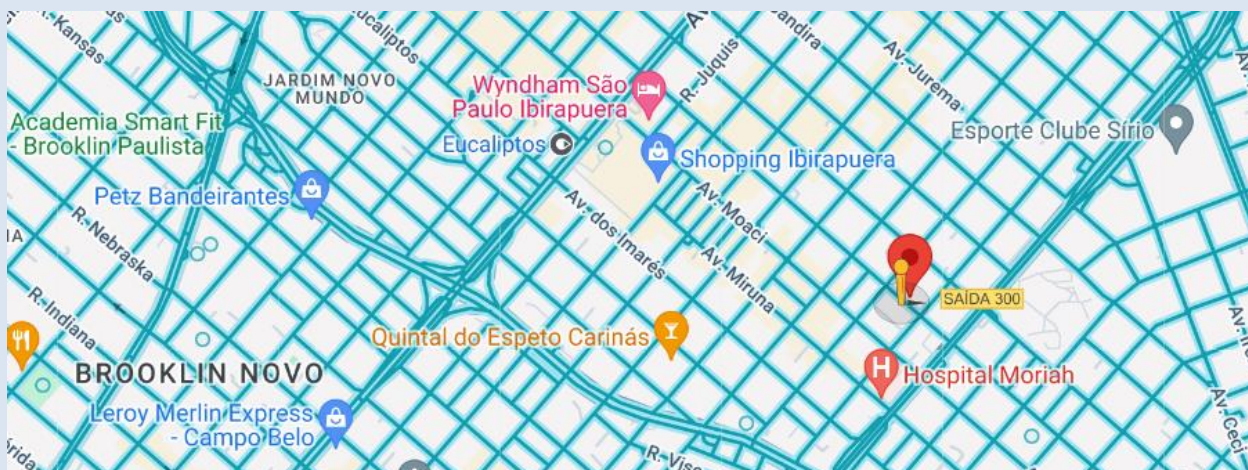 R. Kansas
Eucaliptos
Av. Jurema
JARDIM NOVO
MUNDO
Wyndham São
Paulo Ibirapuera
R. Juquis
Academia Smart Fit
- Brooklin Paulista
Eucaliptos
Esporte Clube Sírio
Shopping Ibirapuera
Petz Bandeirantes
Av. Moaci
Av. dos Imarés
R. Nebraska
Av. Miruna
SAÍDA 300
R. Indiana
Quintal do Espeto Carinás
BROOKLIN NOVO
H
Hospital Moriah
Leroy Merlin Express
- Campo Belo
Av. Ceci